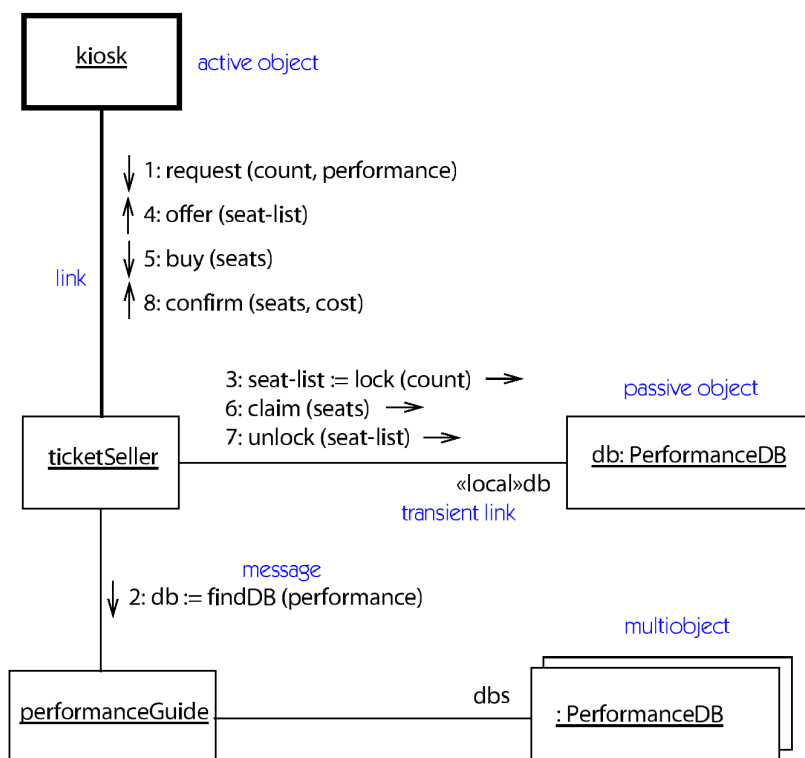 kiosk
active object
1: request (count, performance)
4: offer (seat-list)
5: buy (seats)
link
8: confirm (seats, cost)
3: seat-list := lock (count)
passive object
6: claim (seats)
7: unlock (seat-list)
ticketSeller
db: PerformanceDB
«local»db
transient link
message
2: db := findDB (performance)
multiobject
dbs
performanceGuide
: PerformanceDB